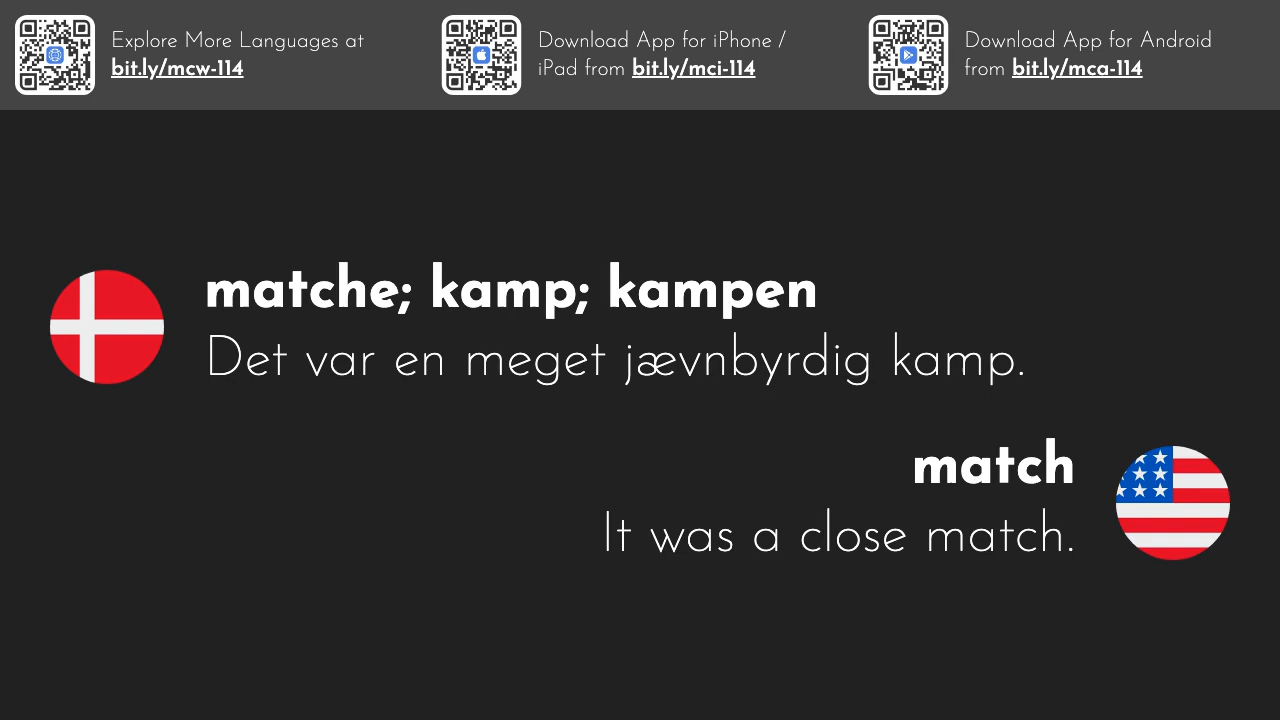 Explore More Languages at
bit.ly/mcw-114
Download App for iPhone /
iPad from bit.ly/mci-114
Download App for Android
from bit.ly/mca-114
matche; kamp; kampen
Det var en meget jævnbyrdig kamp.
match
It was a close match.